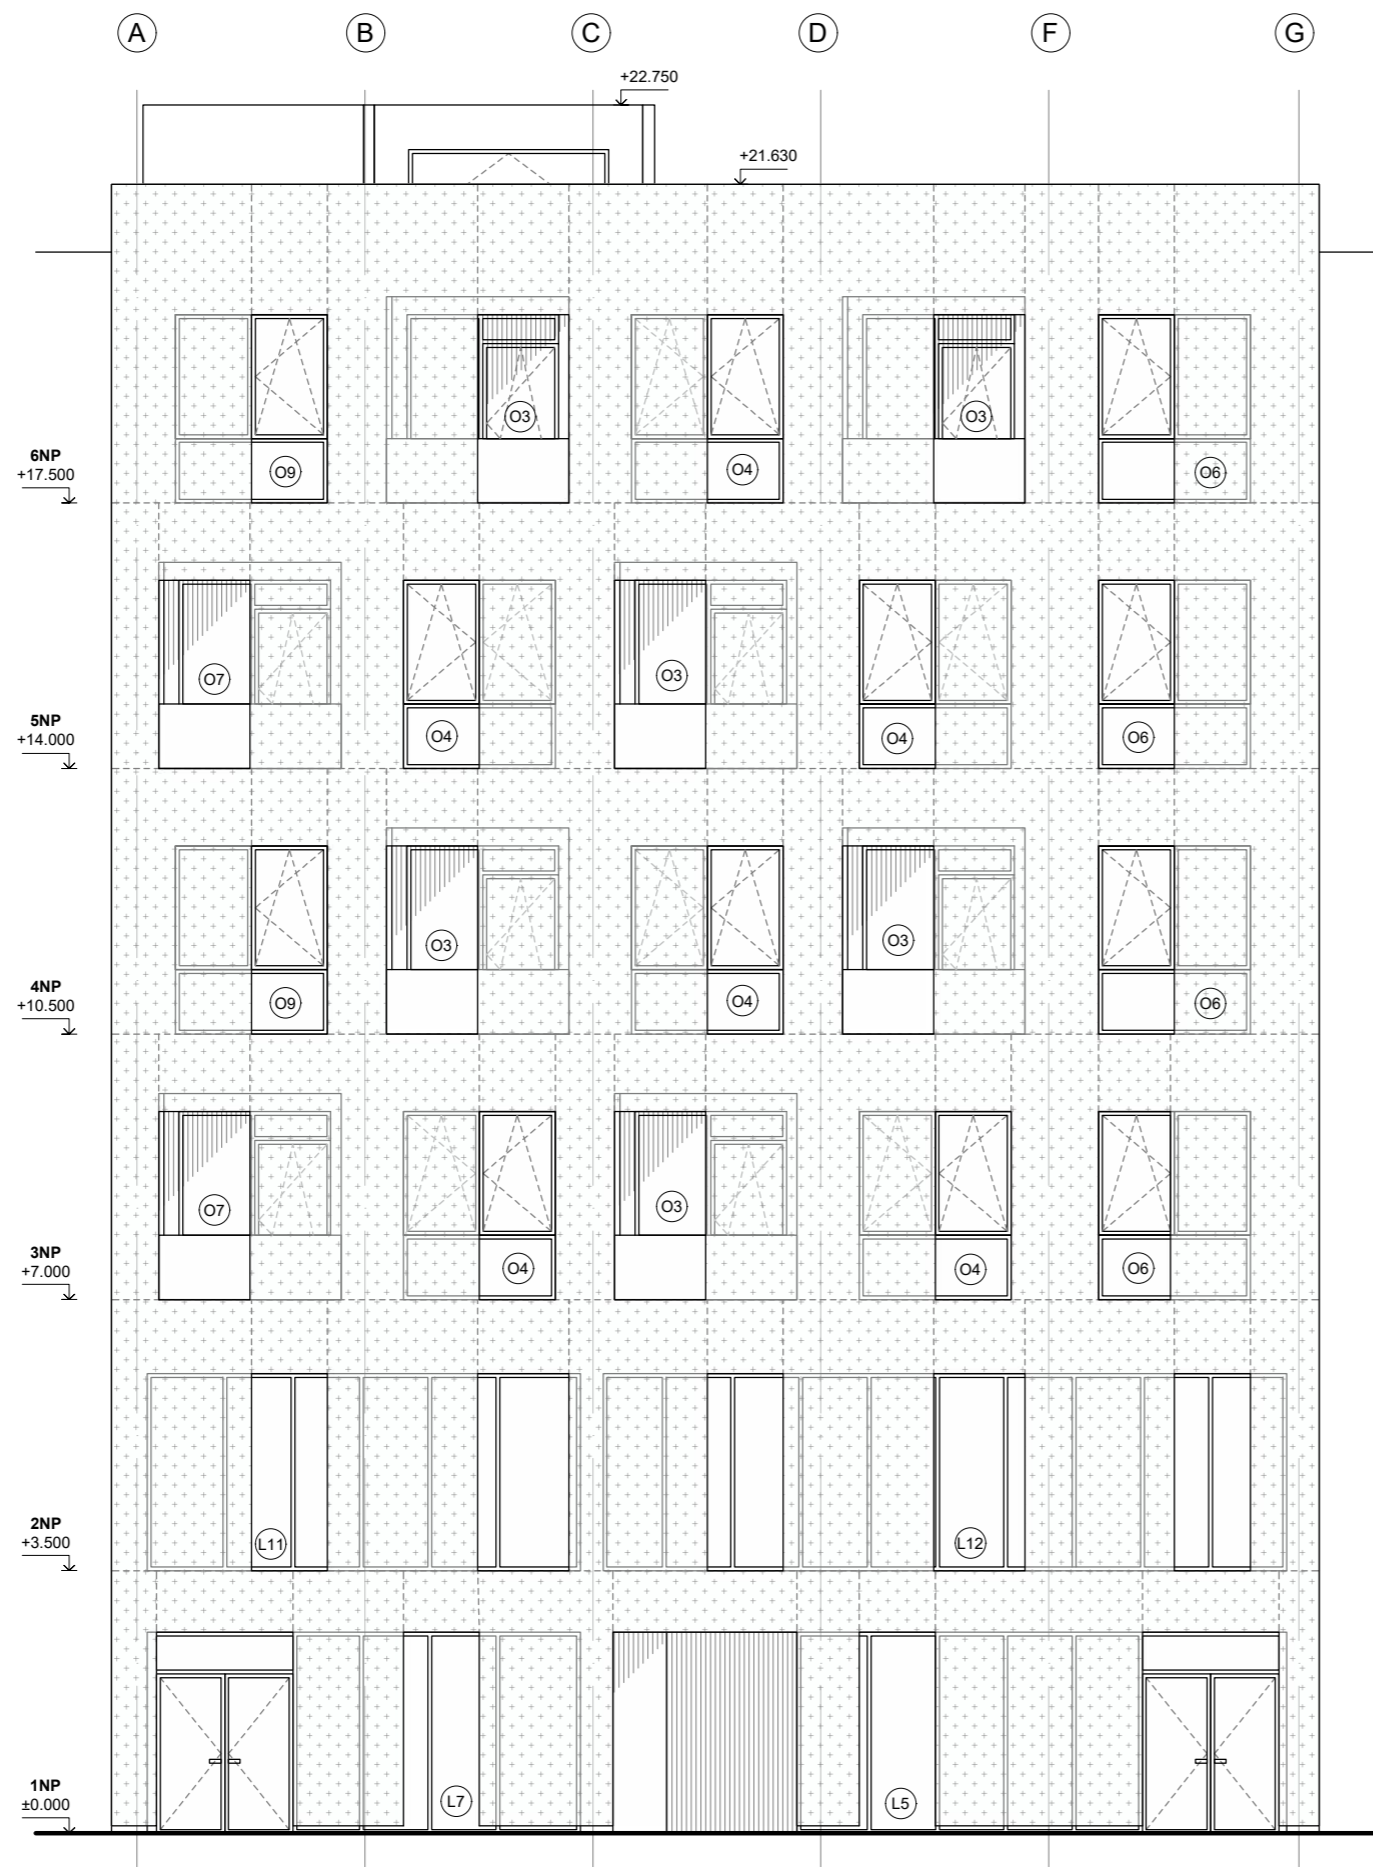 A B C D F G
+22.750
+21.630
O3 O3
6NP
+17.500
O9 O4 O6
O7 O3
5NP
+14.000
O4 O4 O6
O3 O3
4NP
+10.500
O9 O4 O6
O7 O3
3NP
+7.000
O4 O4 O6
2NP
+3.500
L11 L12
1NP
±0.000
L7 L5